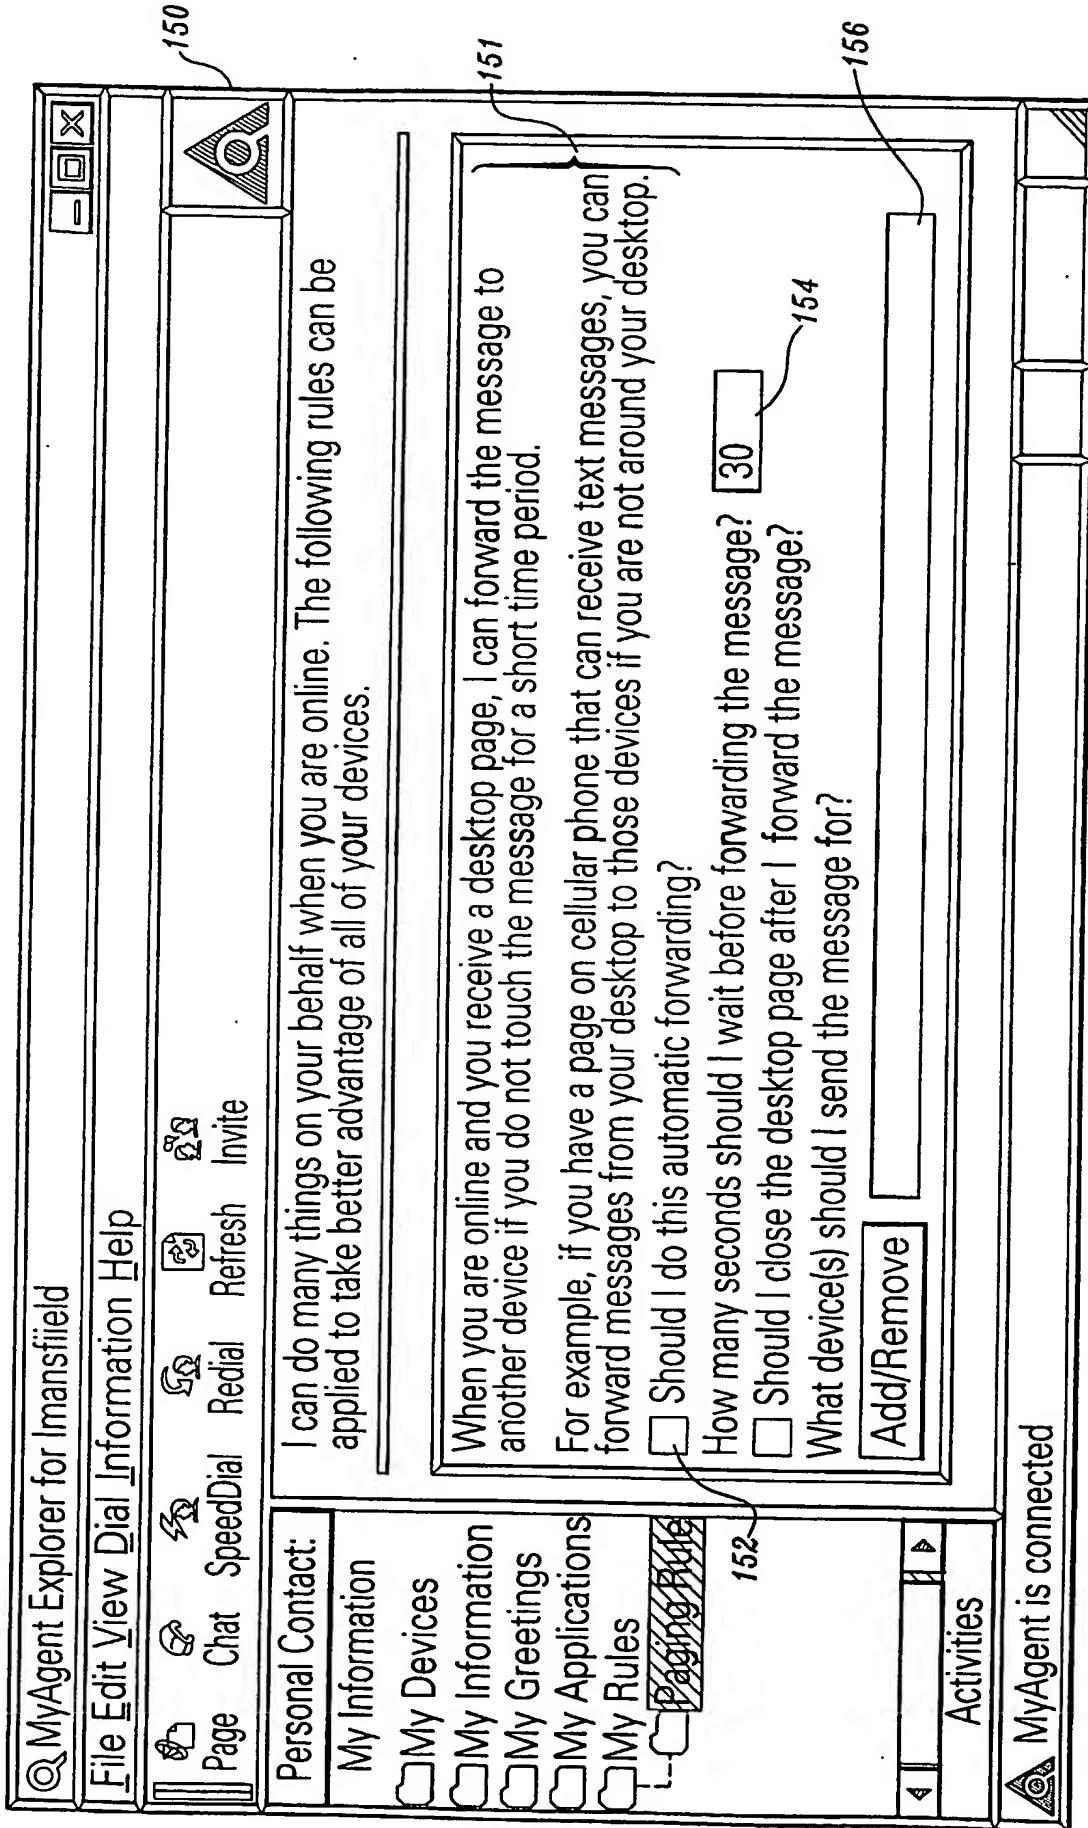 MyAgent Explorer for Imansfiield
File Edit View Dial Information Help
Page Chat SpeedDial Redial Refresh Invite
150
Personal Contact:
My Information
My Devices
My Information
My Greetings
My Applications
My Rules
Paging Rule
Activities
I can do many things on your behalf when you are online. The following rules can be
applied to take better advantage of all of your devices.
When you are online and you receive a desktop page, I can forward the message to
another device if you do not touch the message for a short time period.
For example, if you have a page on cellular phone that can receive text messages, you can
forward messages from your desktop to those devices if you are not around your desktop.
151
Should I do this automatic forwarding?
152
How many seconds should I wait before forwarding the message? 30
154
Should I close the desktop page after I forward the message?
What device(s) should I send the message for?
Add/Remove
156
MyAgent is connected